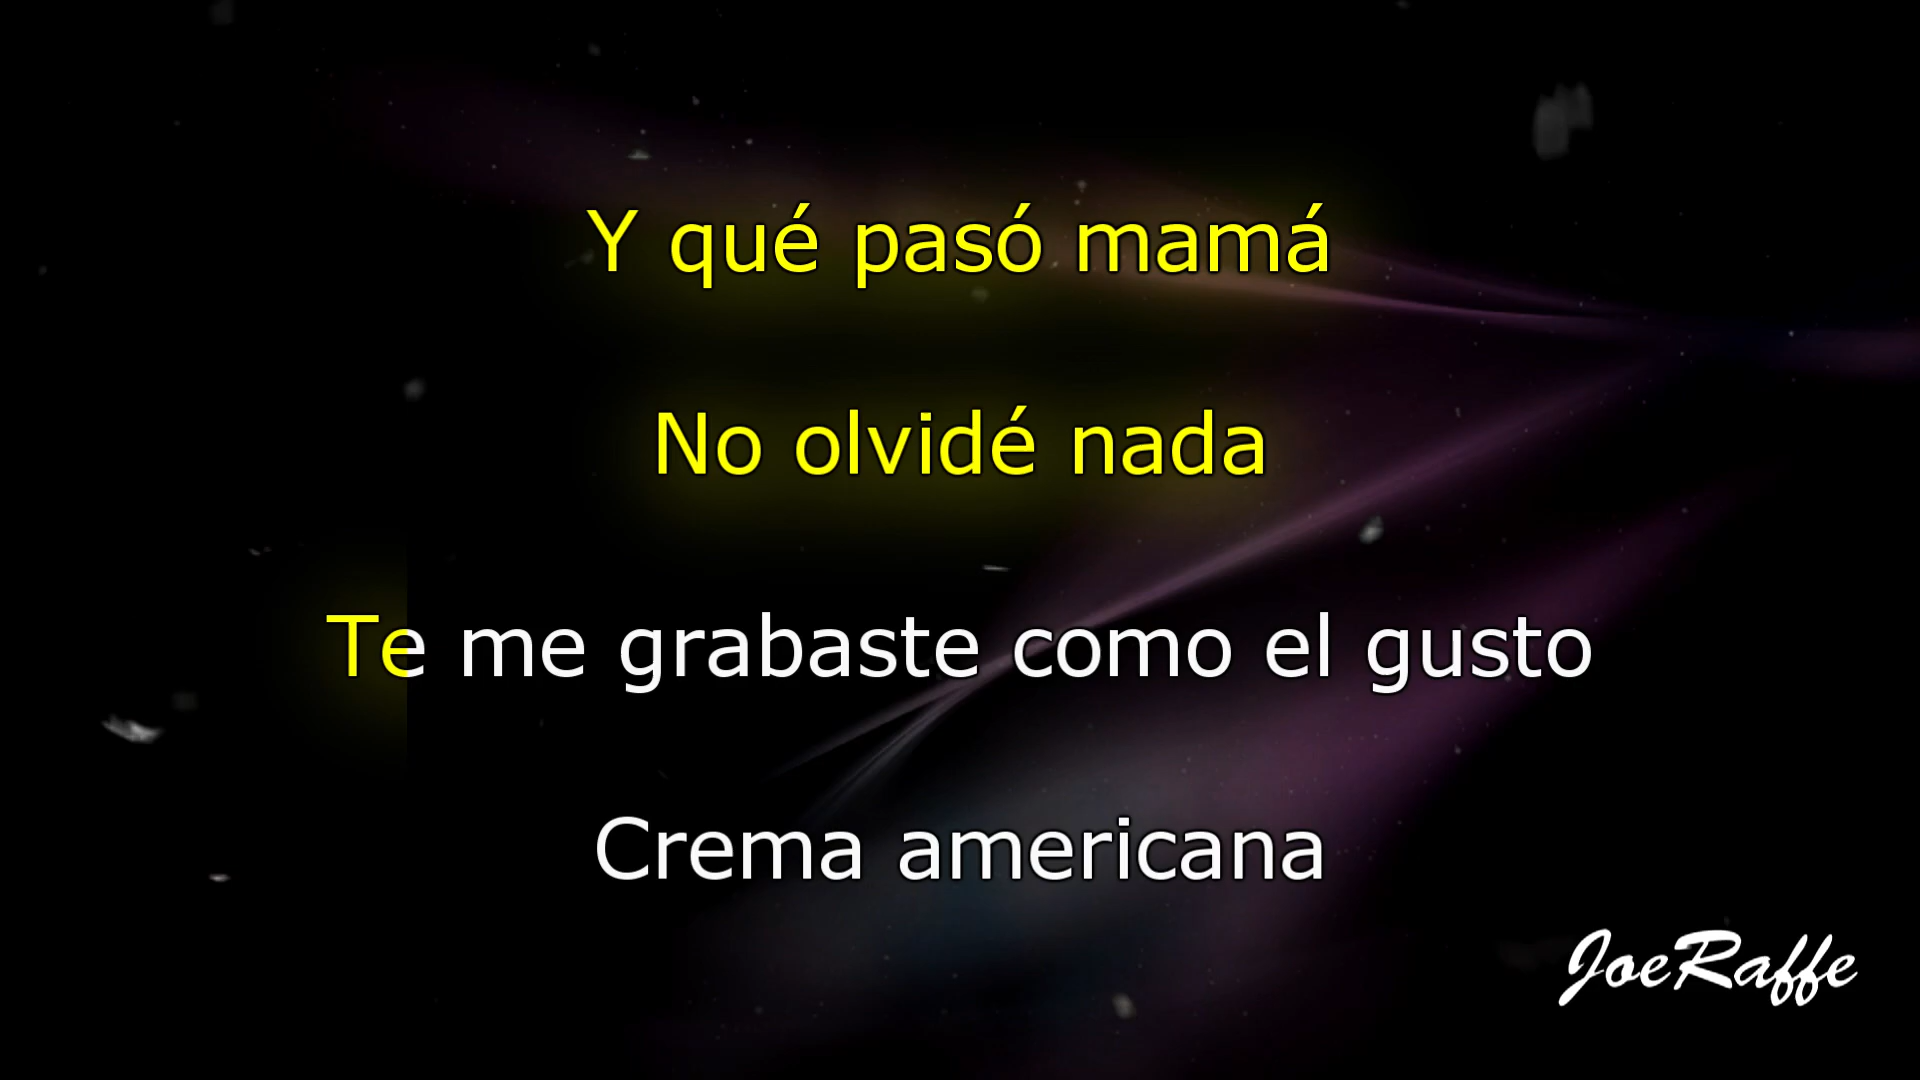 Y qué pasó mamá
No olvidé nada
Te me grabaste como el gusto
Crema americana
JoeRaffe